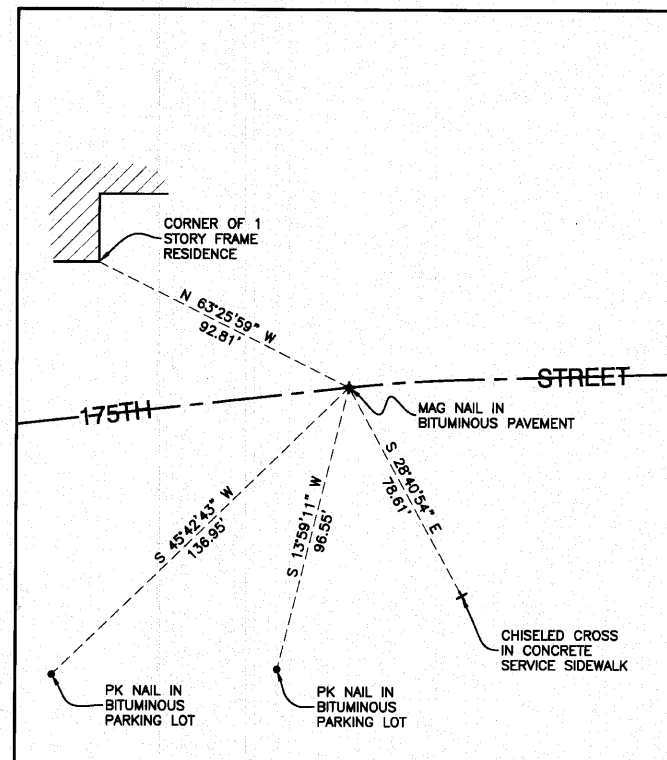 CORNER OF 1
STORY FRAME
RESIDENCE
N 63°25'59" W
92.81'
175TH
STREET
MAG NAIL IN
BITUMINOUS PAVEMENT
S 45°42'43" W
136.95'
S 13°59'11" W
96.55'
S 28°40'54" E
78.61'
CHISELED CROSS
IN CONCRETE
SERVICE SIDEWALK
PK NAIL IN
BITUMINOUS
PARKING LOT
PK NAIL IN
BITUMINOUS
PARKING LOT